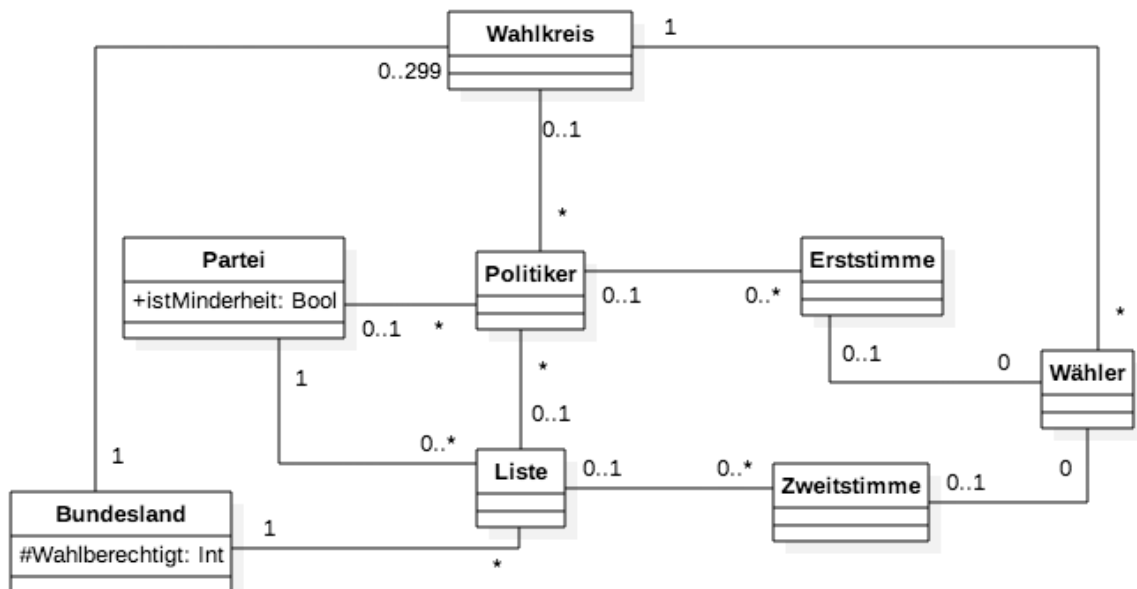 Wahlkreis
1
0..299
0..1
*
Partei
+istMinderheit: Bool
Politiker
Erststimme
0..1
*
0..1
0..*
*
0..1
0
Wähler
1
*
0..1
0..*
Liste
0..1
0..*
Zweitstimme
0..1
0
1
Bundesland
#Wahlberechtigt: Int
1
*